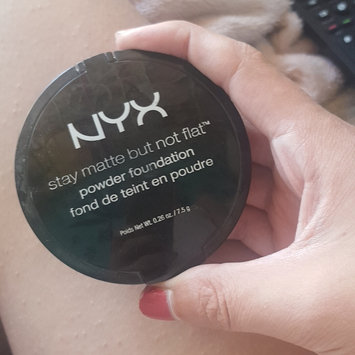 NYX
stay matte but not flat™
powder foundation
fond de teint en poudre
Poids Net Wt. 0.26 oz. / 7.5 g